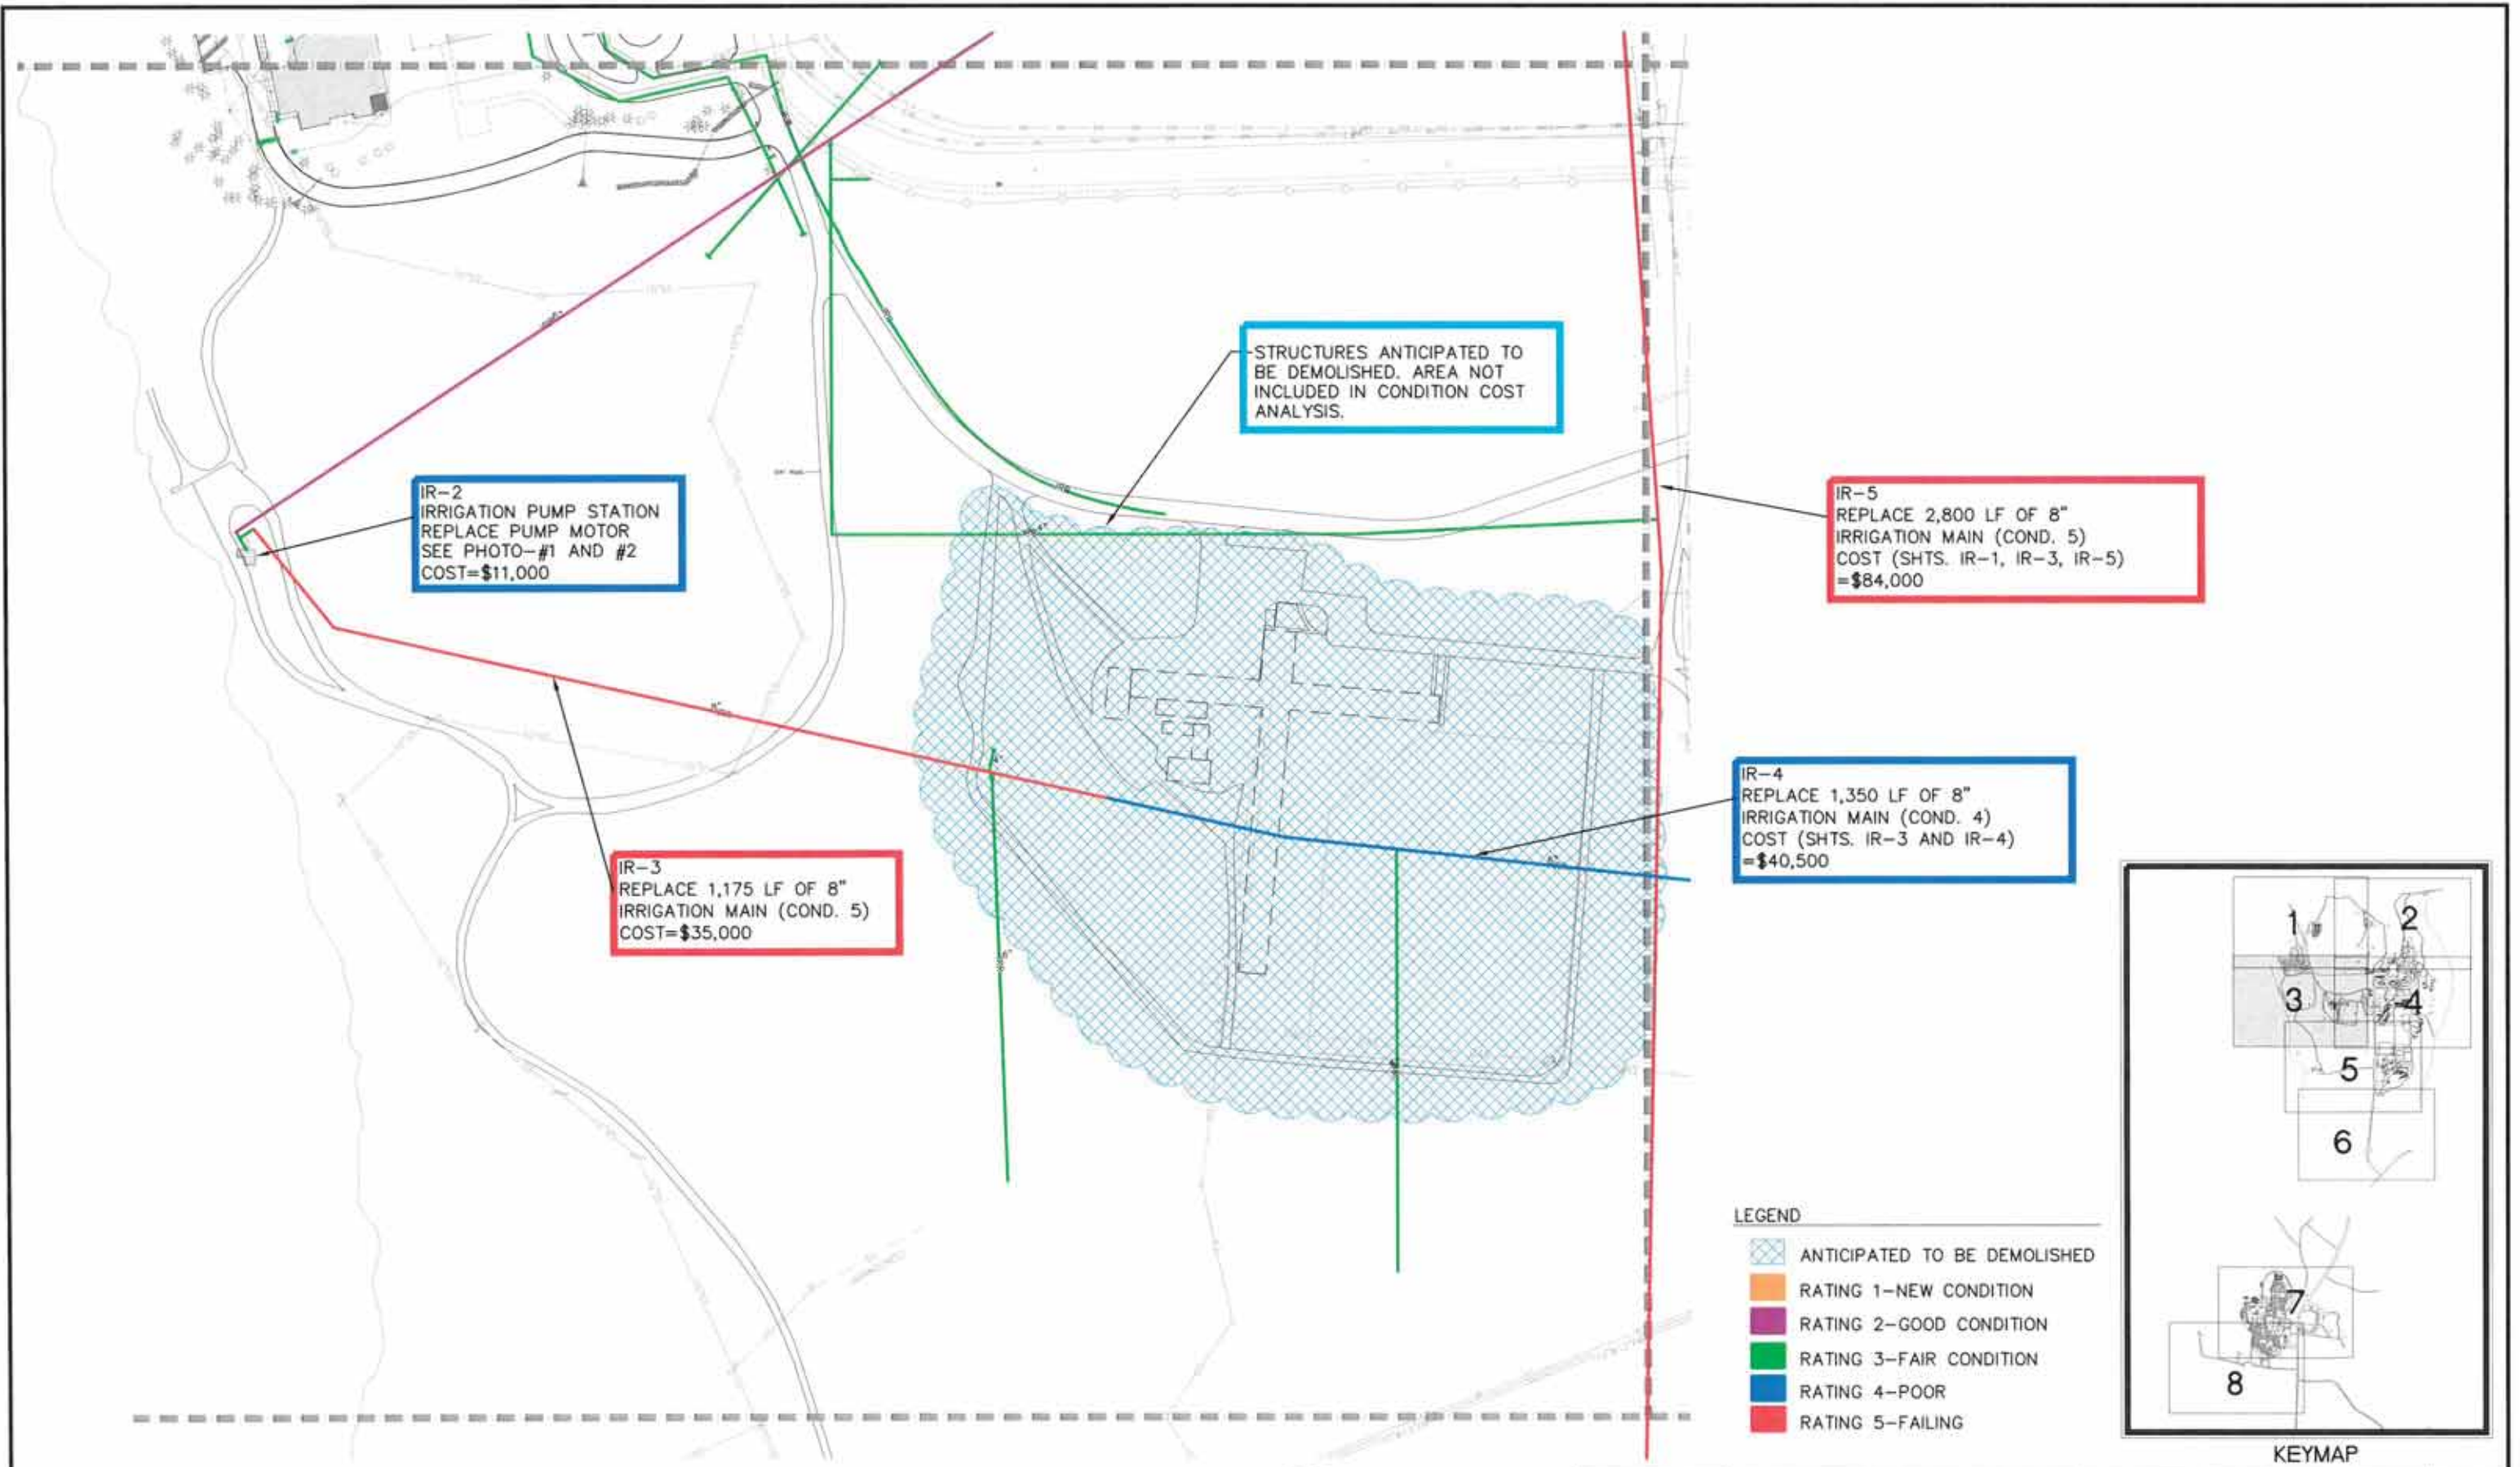 STRUCTURES ANTICIPATED TO
BE DEMOLISHED. AREA NOT
INCLUDED IN CONDITION COST
ANALYSIS.
IR-2
IRRIGATION PUMP STATION
REPLACE PUMP MOTOR
SEE PHOTO-#1 AND #2
COST=$11,000
IR-5
REPLACE 2,800 LF OF 8"
IRRIGATION MAIN (COND. 5)
COST (SHTS. IR-1, IR-3, IR-5)
=$84,000
IR-4
REPLACE 1,350 LF OF 8"
IRRIGATION MAIN (COND. 4)
COST (SHTS. IR-3 AND IR-4)
=$40,500
IR-3
REPLACE 1,175 LF OF 8"
IRRIGATION MAIN (COND. 5)
COST=$35,000
LEGEND
ANTICIPATED TO BE DEMOLISHED
RATING 1-NEW CONDITION
RATING 2-GOOD CONDITION
RATING 3-FAIR CONDITION
RATING 4-POOR
RATING 5-FAILING
1
2
3
4
5
6
7
8
KEYMAP